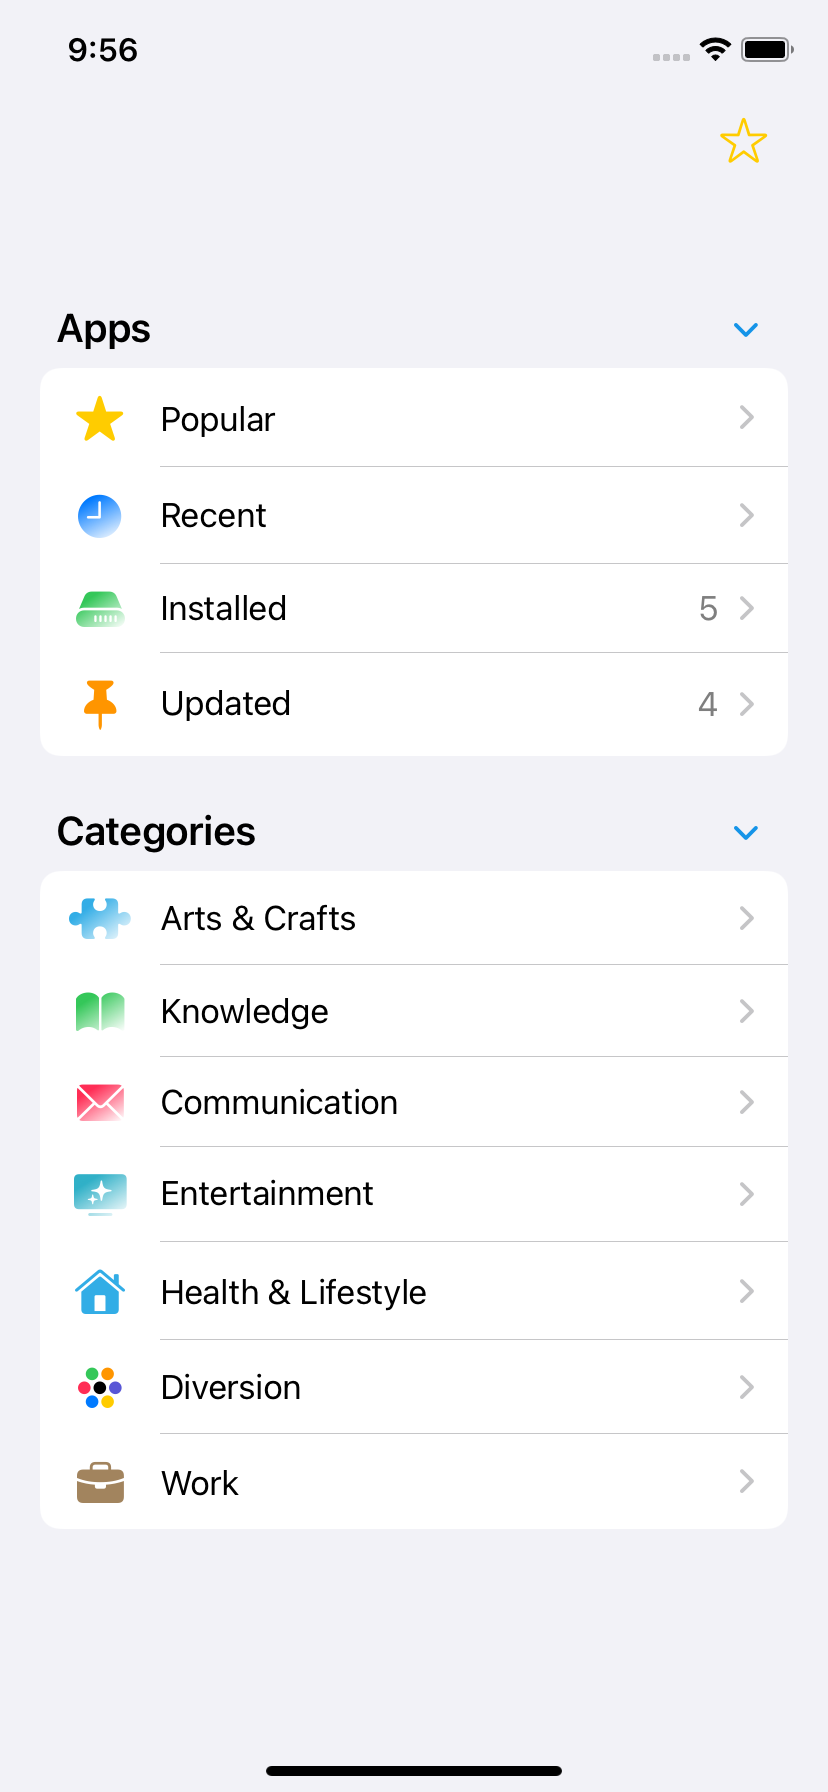 9:56
Apps
Popular
Recent
Installed 5
Updated 4
Categories
Arts & Crafts
Knowledge
Communication
Entertainment
Health & Lifestyle
Diversion
Work